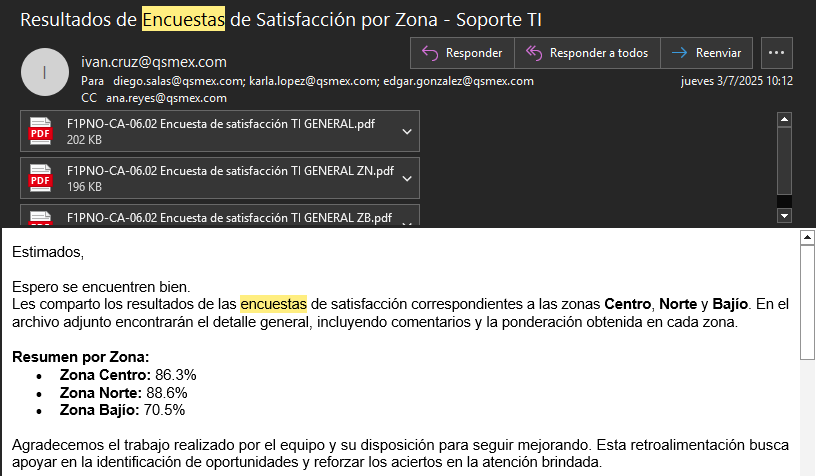 Resultados de Encuestas de Satisfacción por Zona - Soporte TI
I
ivan.cruz@qsmex.com
Responder
Responder a todos
Reenviar
...
Para diego.salas@qsmex.com; karla.lopez@qsmex.com; edgar.gonzalez@qsmex.com
jueves 3/7/2025 10:12
CC ana.reyes@qsmex.com
PDF
F1PNO-CA-06.02 Encuesta de satisfacción TI GENERAL.pdf
202 KB
PDF
F1PNO-CA-06.02 Encuesta de satisfacción TI GENERAL ZN.pdf
196 KB
PDF
F1PNO-CA-06.02 Encuesta de satisfacción TI GENERAL ZB.pdf
Estimados,
Espero se encuentren bien.
Les comparto los resultados de las encuestas de satisfacción correspondientes a las zonas Centro, Norte y Bajío. En el
archivo adjunto encontrarán el detalle general, incluyendo comentarios y la ponderación obtenida en cada zona.
Resumen por Zona:
• Zona Centro: 86.3%
• Zona Norte: 88.6%
• Zona Bajío: 70.5%
Agradecemos el trabajo realizado por el equipo y su disposición para seguir mejorando. Esta retroalimentación busca
apoyar en la identificación de oportunidades y reforzar los aciertos en la atención brindada.